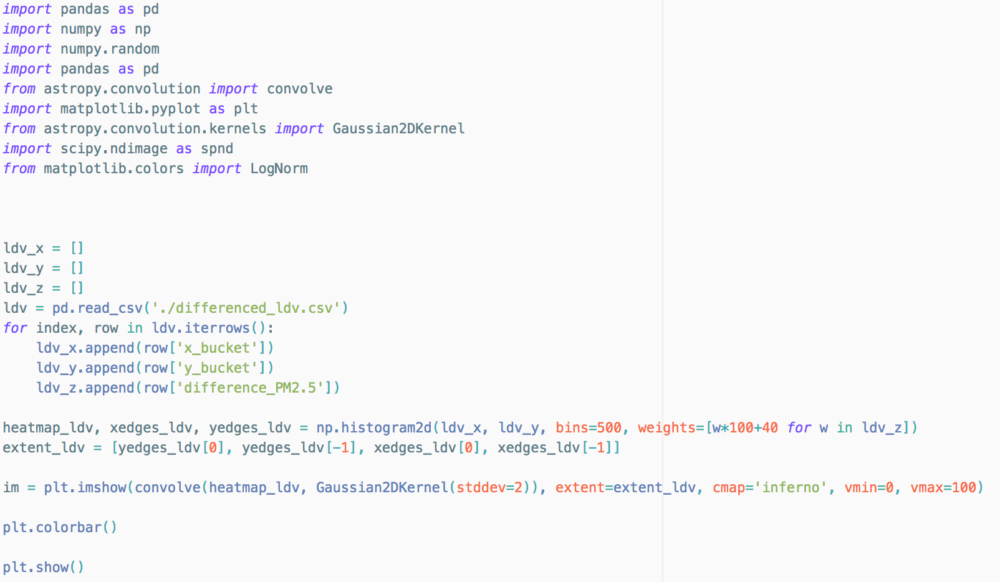 import pandas as pd
import numpy as np
import numpy.random
import pandas as pd
from astropy.convolution import convolve
import matplotlib.pyplot as plt
from astropy.convolution.kernels import Gaussian2DKernel
import scipy.ndimage as spnd
from matplotlib.colors import LogNorm
ldv_x = []
ldv_y = []
ldv_z = []
ldv = pd.read_csv('./differenced_ldv.csv')
for index, row in ldv.iterrows():
    ldv_x.append(row['x_bucket'])
    ldv_y.append(row['y_bucket'])
    ldv_z.append(row['difference_PM2.5'])
heatmap_ldv, xedges_ldv, yedges_ldv = np.histogram2d(ldv_x, ldv_y, bins=500, weights=[w*100+40 for w in ldv_z])
extent_ldv = [yedges_ldv[0], yedges_ldv[-1], xedges_ldv[0], xedges_ldv[-1]]
im = plt.imshow(convolve(heatmap_ldv, Gaussian2DKernel(stddev=2)), extent=extent_ldv, cmap='inferno', vmin=0, vmax=100)
plt.colorbar()
plt.show()